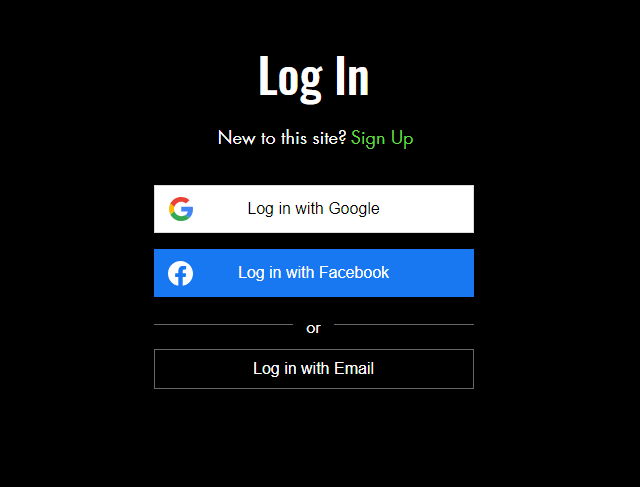 Log In
New to this site? Sign Up
Log in with Google
Log in with Facebook
or
Log in with Email